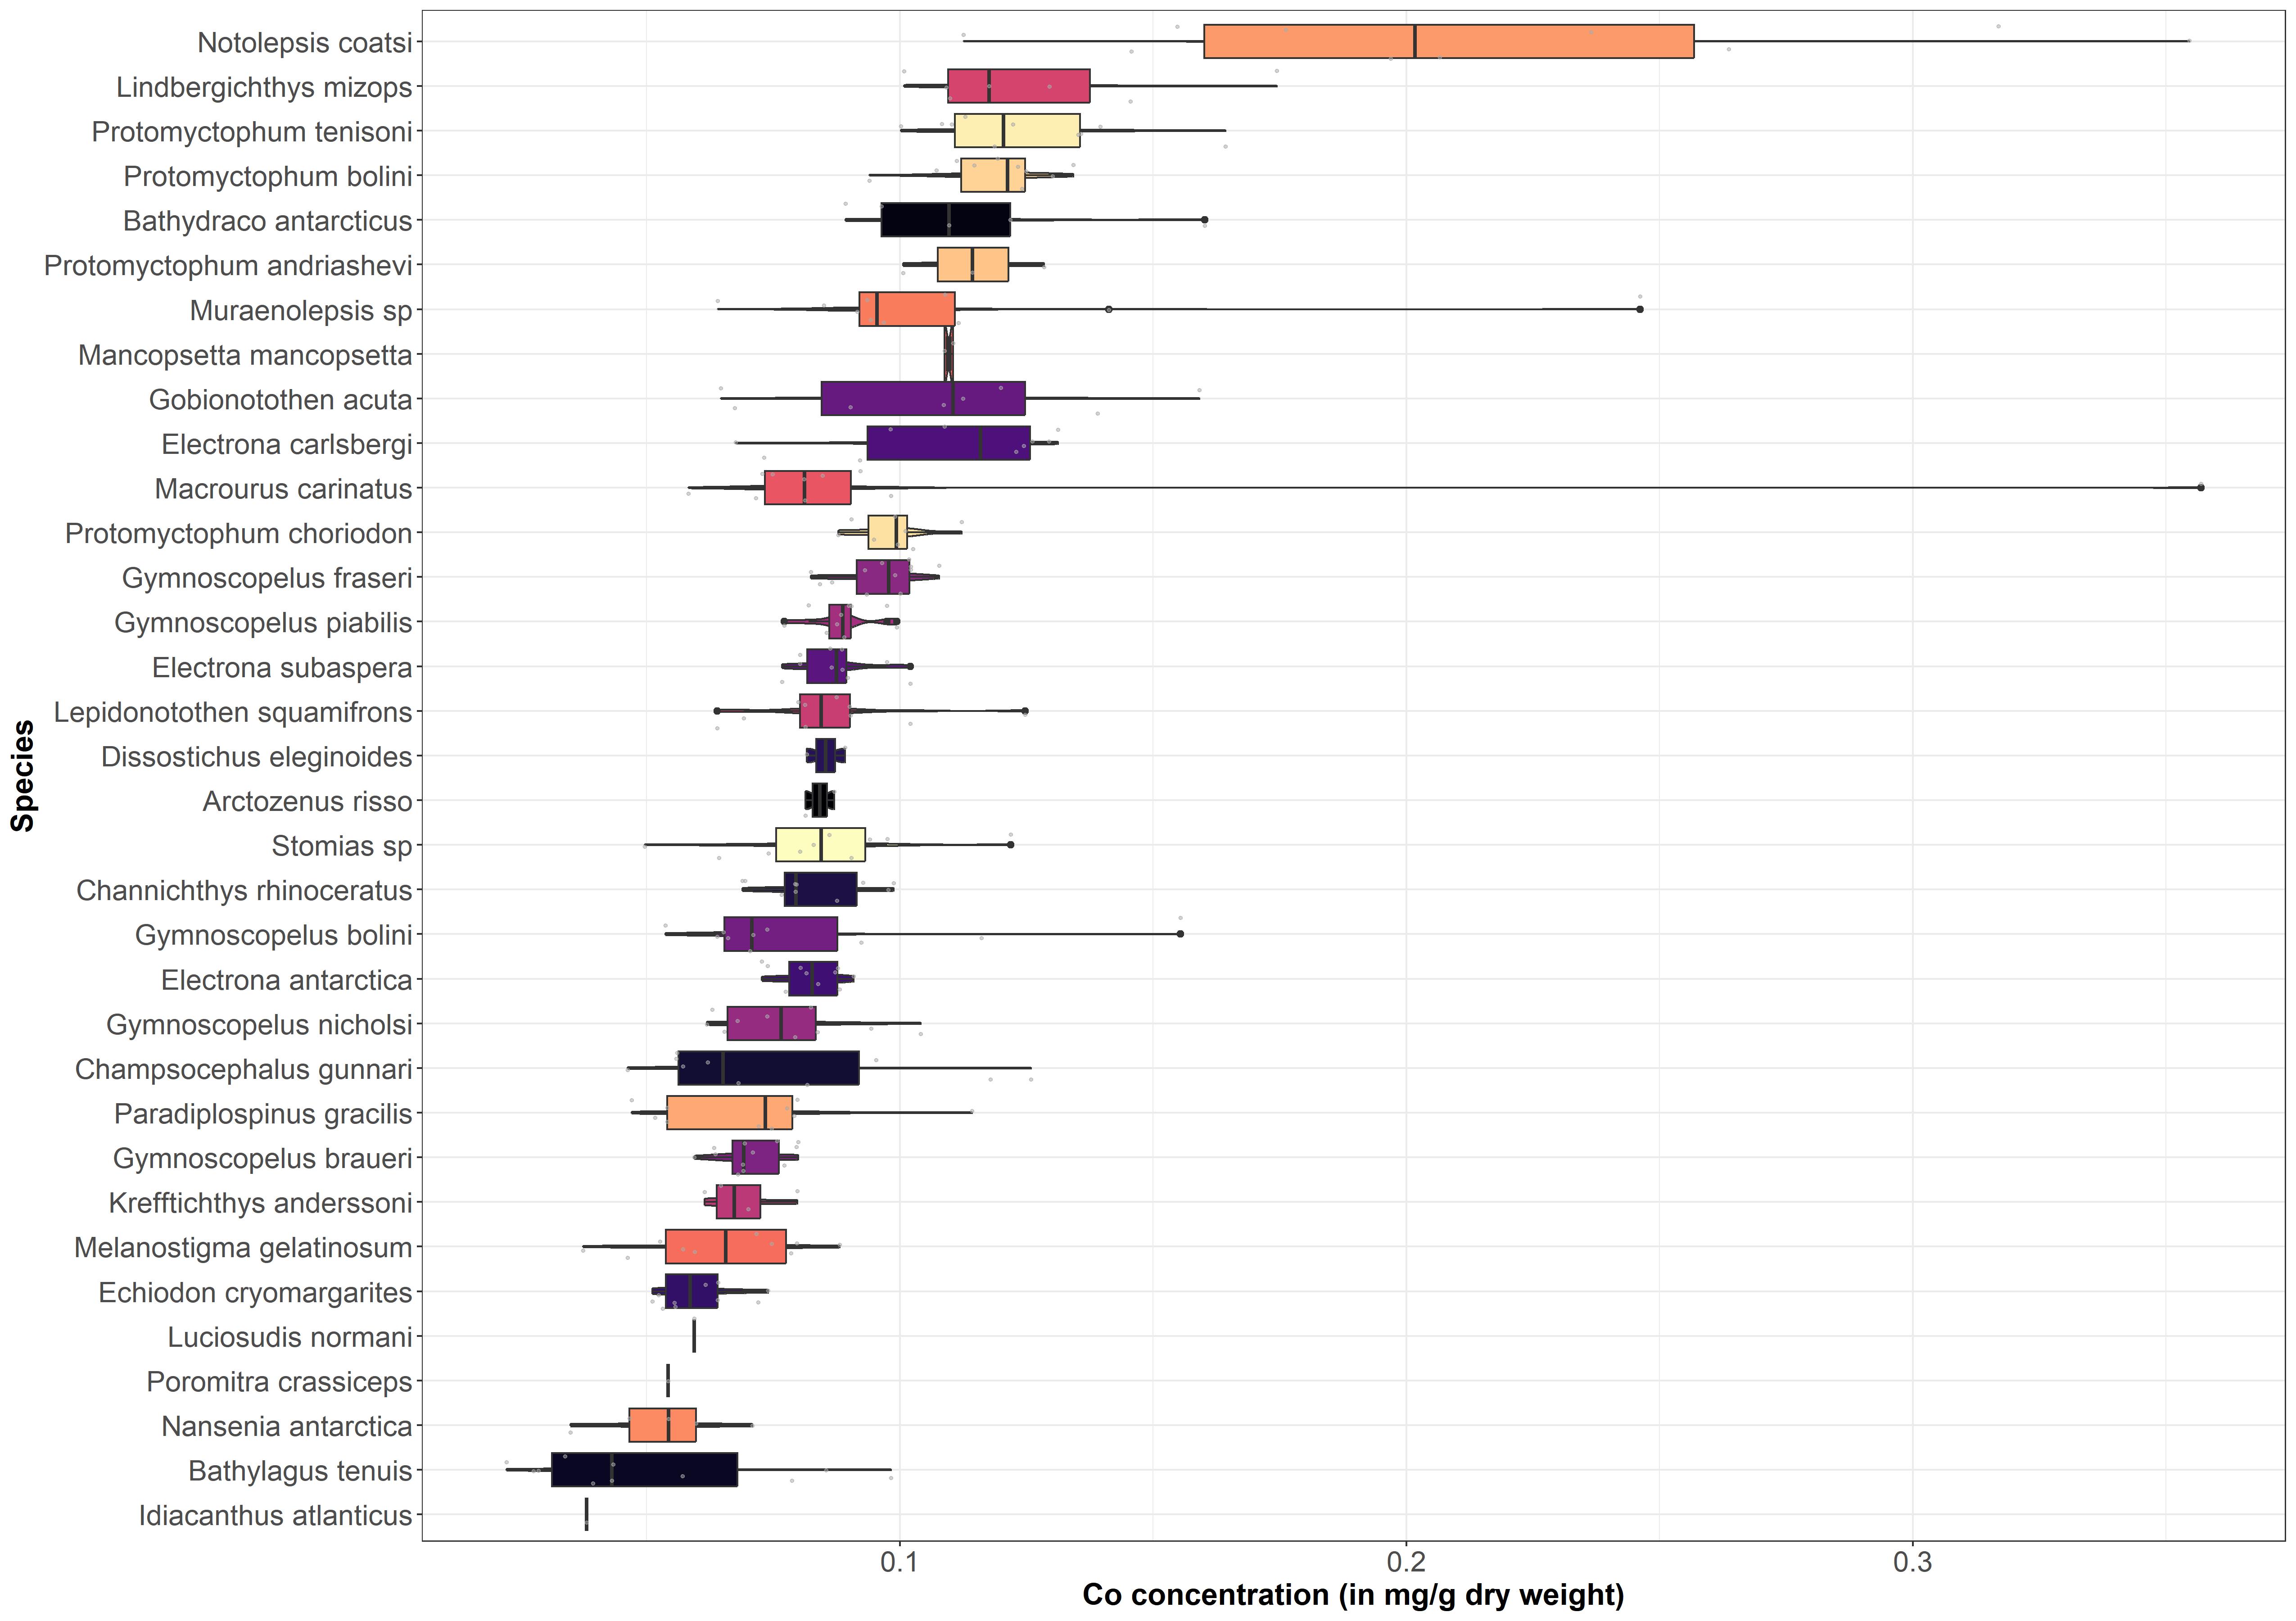 Notolepsis coatsi
Lindbergichthys mizops
Protomyctophum tenisoni
Protomyctophum bolini
Bathydraco antarcticus
Protomyctophum andriashevi
Muraenolepsis sp
Mancopsetta mancopsetta
Gobionotothen acuta
Electrona carlsbergi
Macrourus carinatus
Protomyctophum choriodon
Gymnoscopelus fraseri
Gymnoscopelus piabilis
Electrona subaspera
Lepidonotothen squamifrons
Dissostichus eleginoides
Arctozenus risso
Stomias sp
Channichthys rhinoceratus
Gymnoscopelus bolini
Electrona antarctica
Gymnoscopelus nicholsi
Champsocephalus gunnari
Paradiplospinus gracilis
Gymnoscopelus braueri
Krefftichthys anderssoni
Melanostigma gelatinosum
Echiodon cryomargarites
Luciosudis normani
Poromitra crassiceps
Nansenia antarctica
Bathylagus tenuis
Idiacanthus atlanticus
Species
0.1 0.2 0.3
Co concentration (in mg/g dry weight)